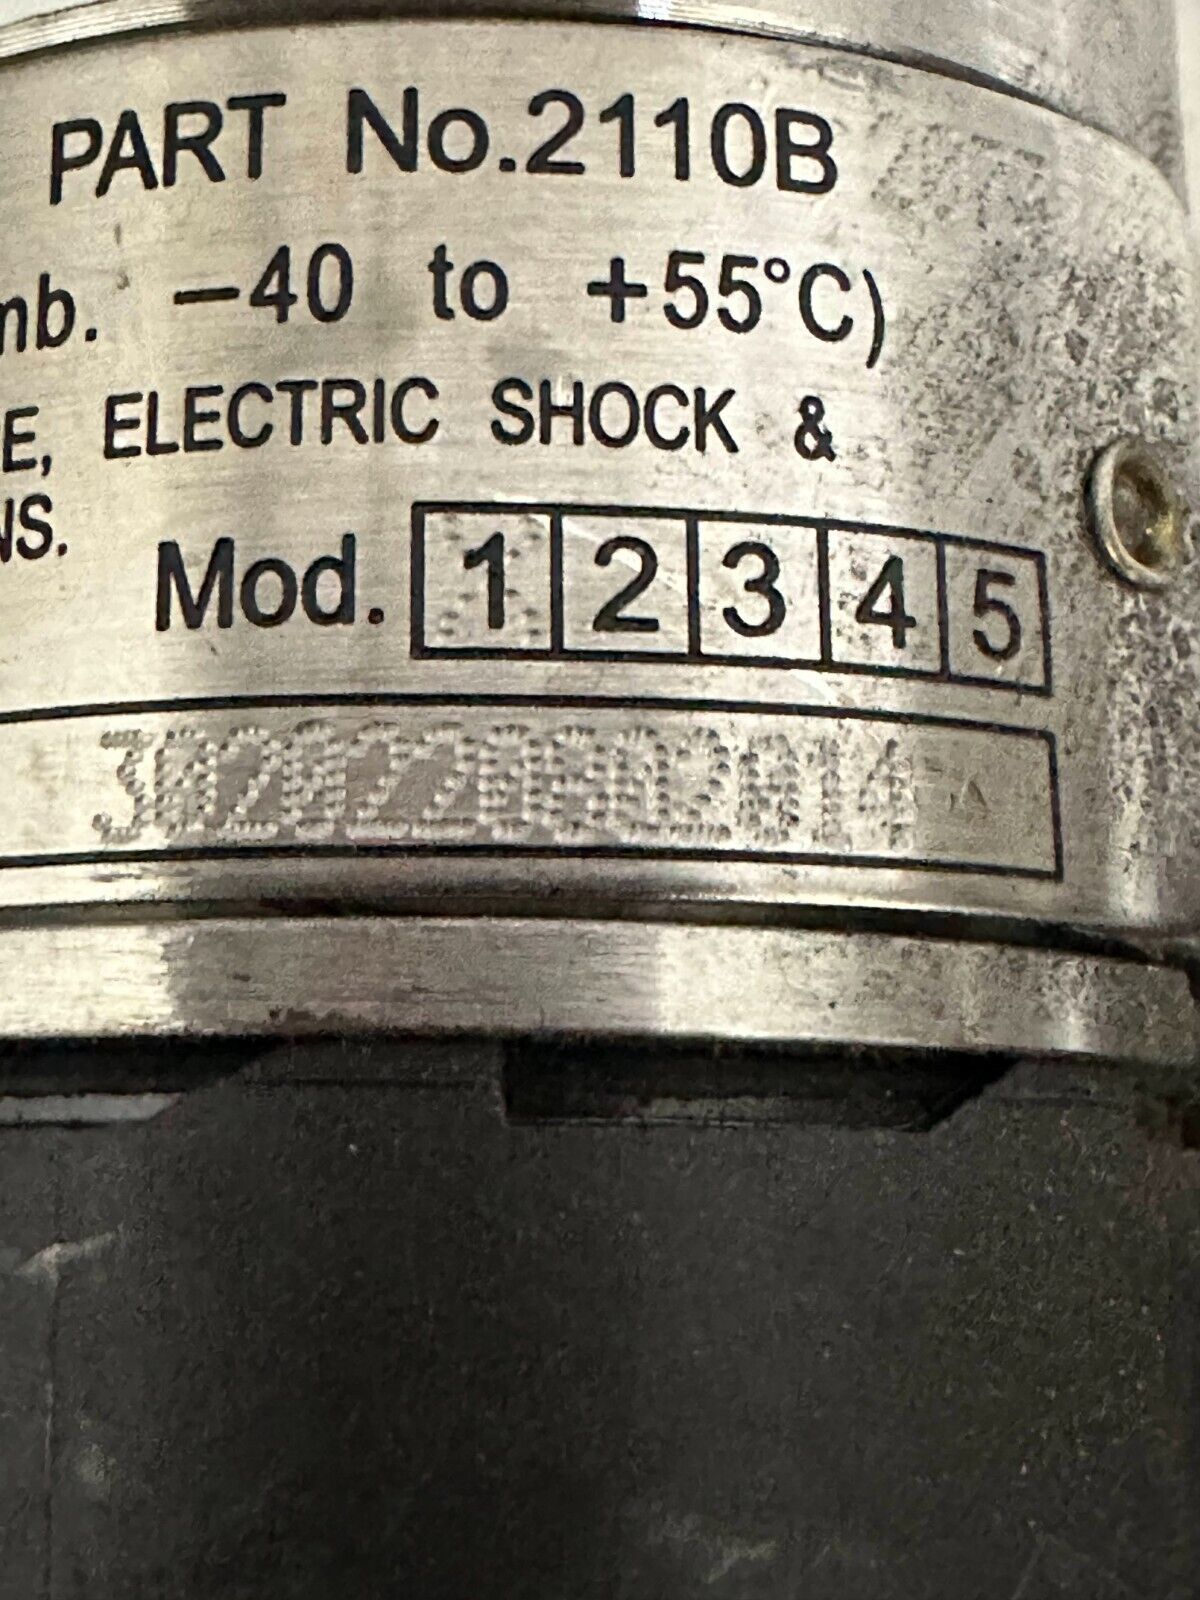 PART No.2110B
mb. −40 to +55°C)
E, ELECTRIC SHOCK &
NS.
Mod. 1 2 3 4 5